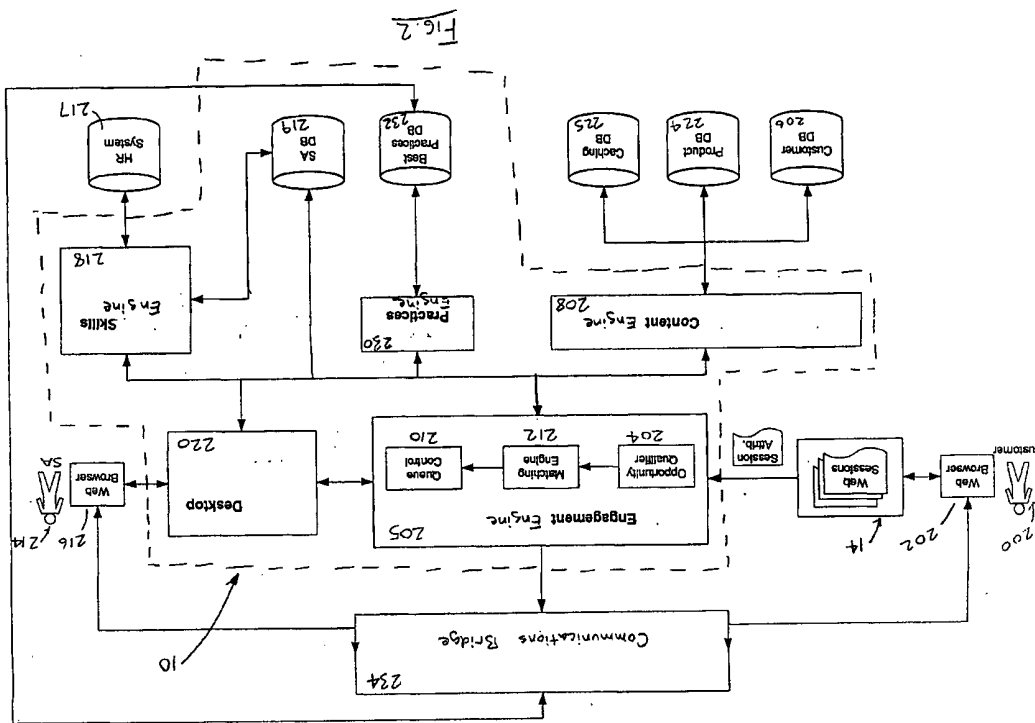 234
Communications Bridge
10
200
ustomer
202
Web
Browser
14
Web
Sessions
Session
Attrib.
205
Engagement Engine
204
Opportunity
Qualifier
212
Matching
Engine
210
Queue
Control
220
Desktop
216
Web
Browser
214
SA
208
Content Engine
230
Practices
Engine
218
Skills
Engine
206
Customer
DB
224
Product
DB
225
Caching
DB
232
Best
Practices
DB
219
SA
DB
217
HR
System
FIG. 2